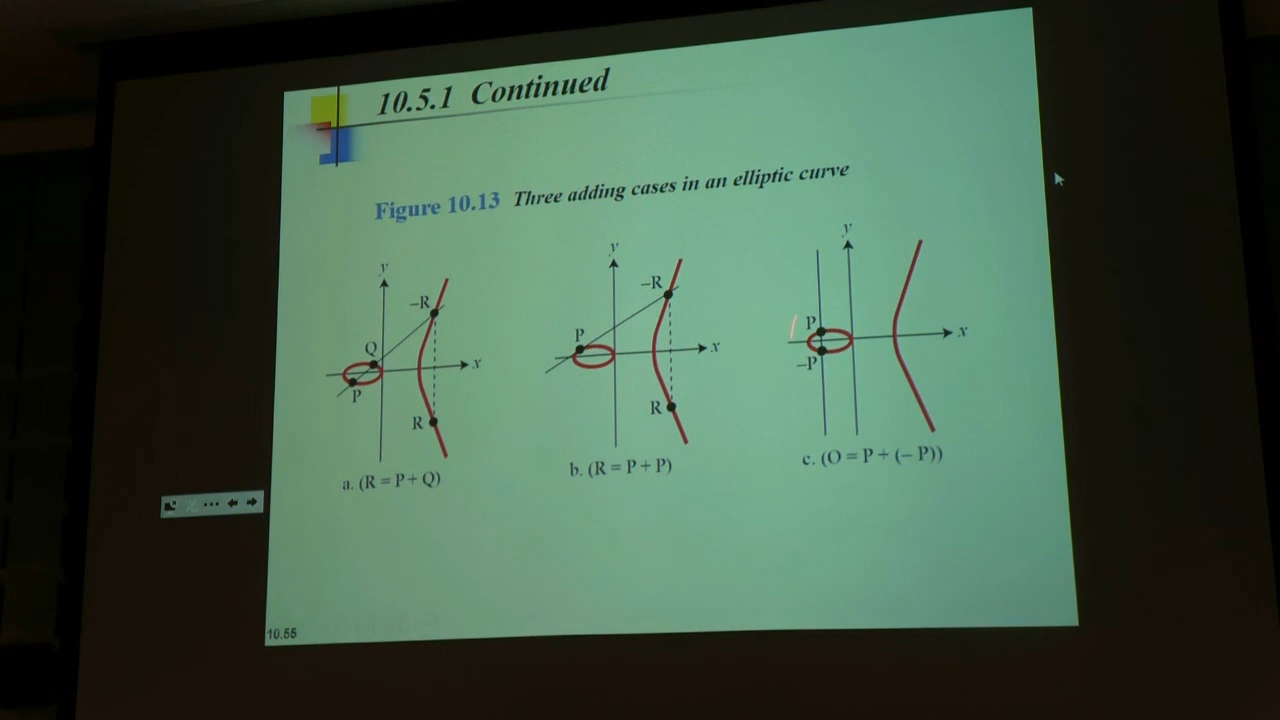 10.5.1 Continued
Figure 10.13 Three adding cases in an elliptic curve
y
-R
Q
x
P
R
a. (R = P + Q)
y
-R
P
x
R
b. (R = P + P)
y
P
x
-P
c. (O = P + (- P))
10.55